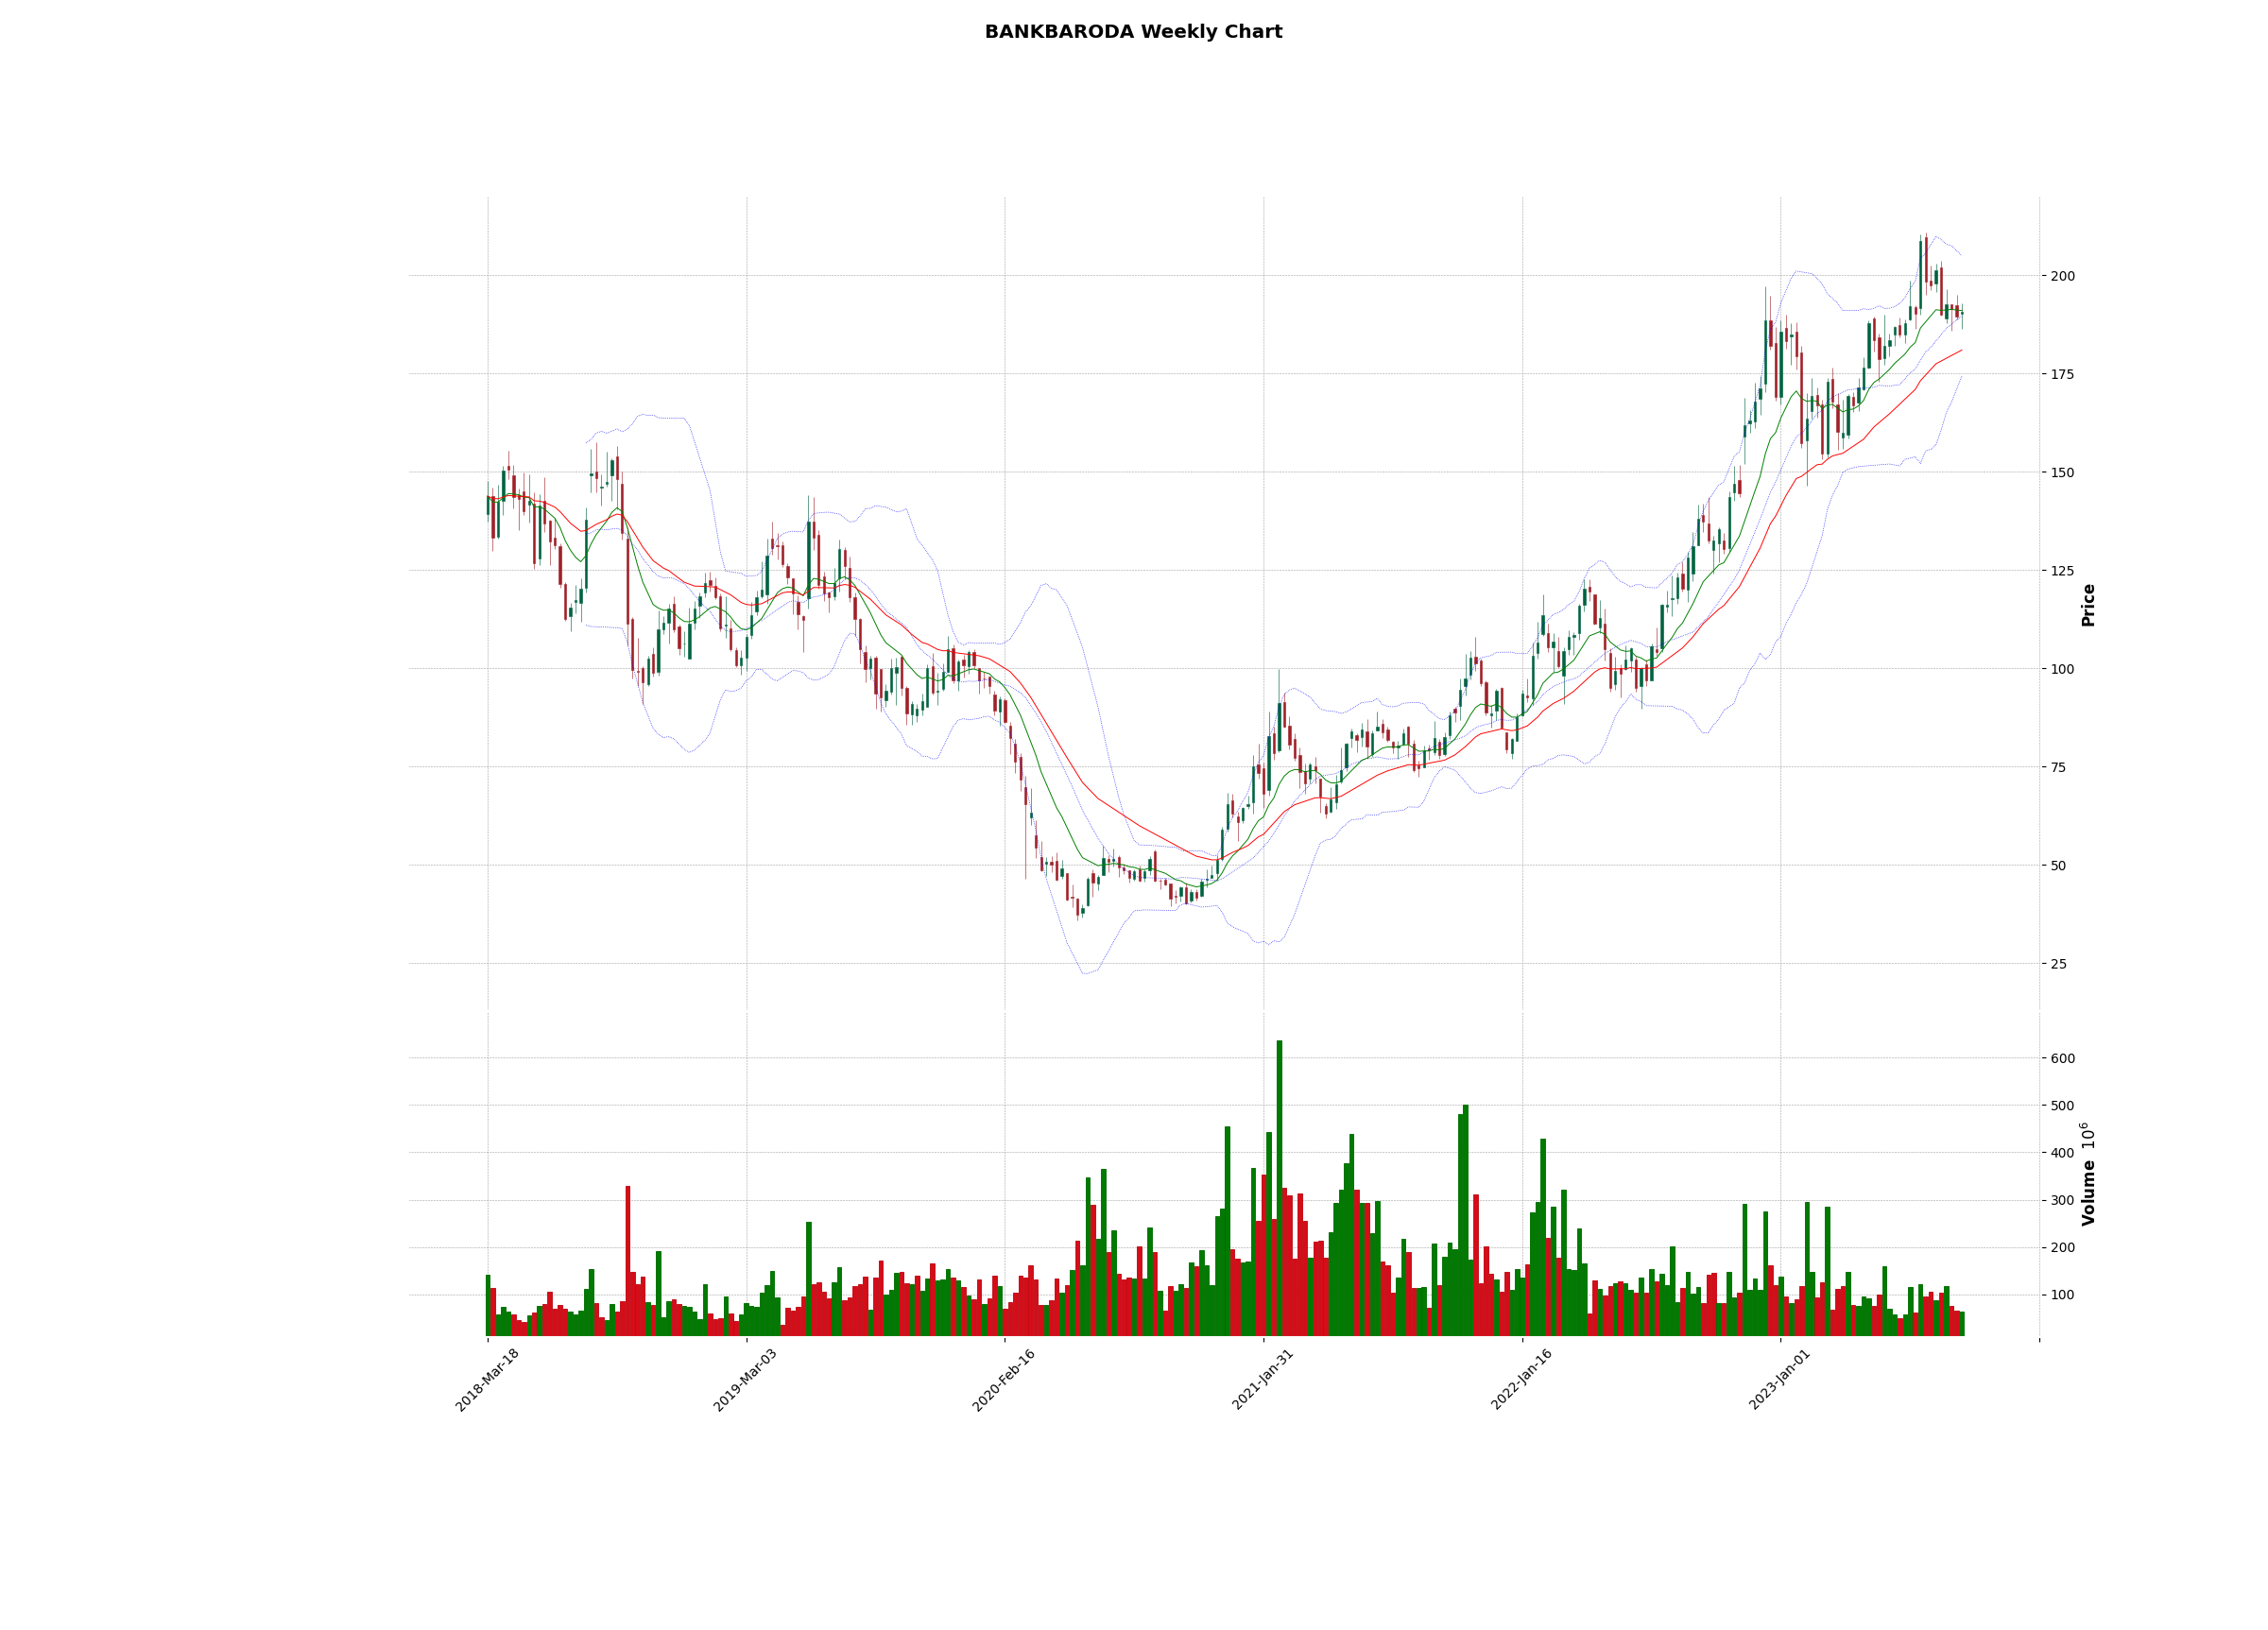 BANKBARODA Weekly Chart
200
175
150
125
100
75
50
25
Price
600
500
400
300
200
100
Volume 10^6
2018-Mar-18
2019-Mar-03
2020-Feb-16
2021-Jan-31
2022-Jan-16
2023-Jan-01